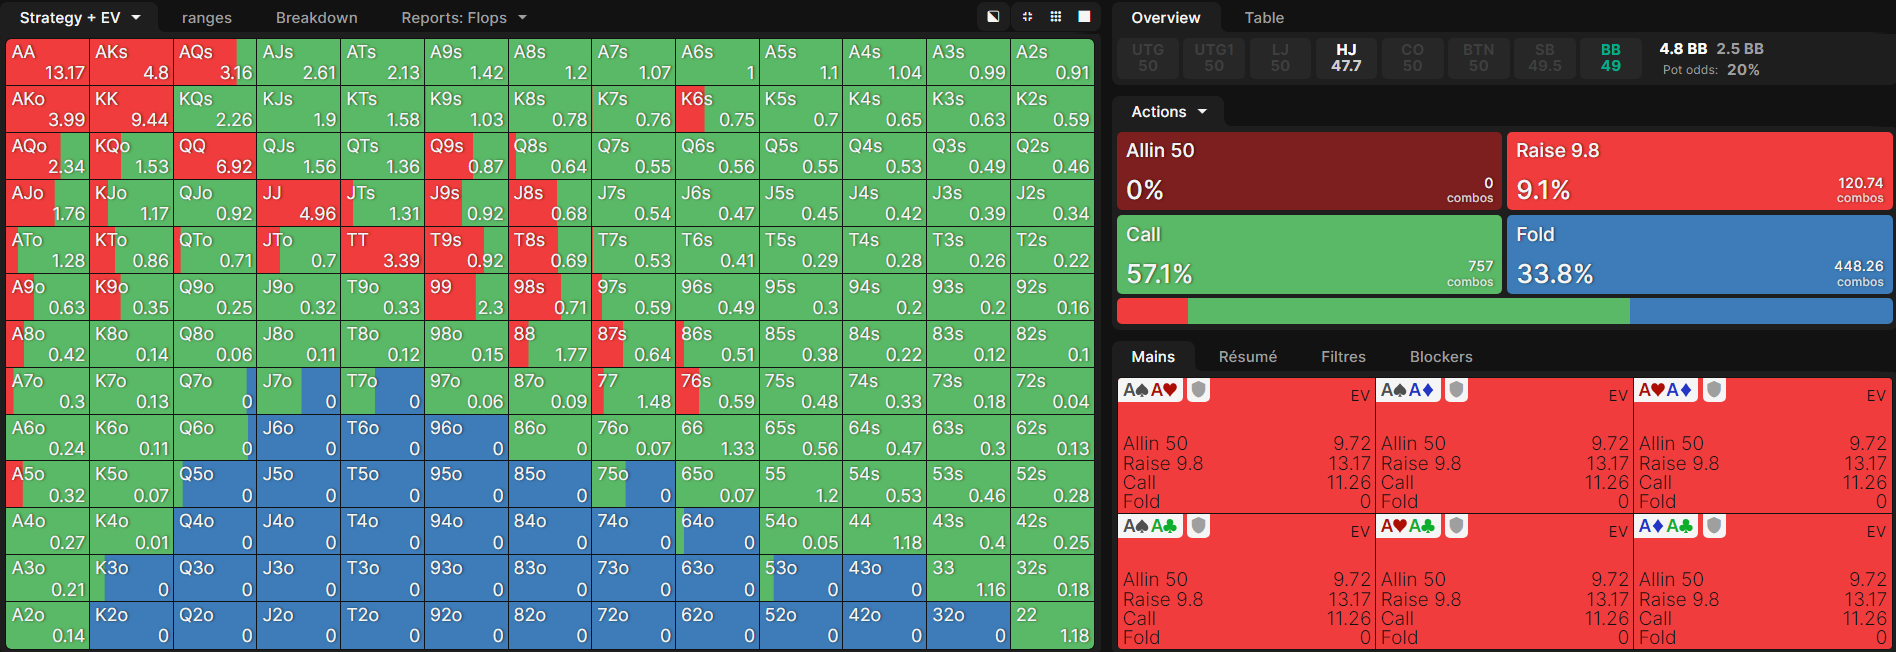 Strategy + EV ranges Breakdown Reports: Flops
AA AKs AQs AJs ATs A9s A8s A7s A6s A5s A4s A3s A2s
13.17 4.8 3.16 2.61 2.13 1.42 1.2 1.07 1 1.1 1.04 0.99 0.91
AKo KK KQs KJs KTs K9s K8s K7s K6s K5s K4s K3s K2s
3.99 9.44 2.26 1.9 1.58 1.03 0.78 0.76 0.75 0.7 0.65 0.63 0.59
AQo KQo QQ QJs QTs Q9s Q8s Q7s Q6s Q5s Q4s Q3s Q2s
2.34 1.53 6.92 1.56 1.36 0.87 0.64 0.55 0.56 0.55 0.53 0.49 0.46
AJo KJo QJo JJ JTs J9s J8s J7s J6s J5s J4s J3s J2s
1.76 1.17 0.92 4.96 1.31 0.92 0.68 0.54 0.47 0.45 0.42 0.39 0.34
ATo KTo QTo JTo TT T9s T8s T7s T6s T5s T4s T3s T2s
1.28 0.86 0.71 0.7 3.39 0.92 0.69 0.53 0.41 0.29 0.28 0.26 0.22
A9o K9o Q9o J9o T9o 99 98s 97s 96s 95s 94s 93s 92s
0.63 0.35 0.25 0.32 0.33 2.3 0.71 0.59 0.49 0.3 0.2 0.2 0.16
A8o K8o Q8o J8o T8o 98o 88 87s 86s 85s 84s 83s 82s
0.42 0.14 0.06 0.11 0.12 0.15 1.77 0.64 0.51 0.38 0.22 0.12 0.1
A7o K7o Q7o J7o T7o 97o 87o 77 76s 75s 74s 73s 72s
0.3 0.13 0 0 0 0.06 0.09 1.48 0.59 0.48 0.33 0.18 0.04
A6o K6o Q6o J6o T6o 96o 86o 76o 66 65s 64s 63s 62s
0.24 0.11 0 0 0 0 0 0.07 1.33 0.56 0.47 0.3 0.13
A5o K5o Q5o J5o T5o 95o 85o 75o 65o 55 54s 53s 52s
0.32 0.07 0 0 0 0 0 0 0.07 1.2 0.53 0.46 0.28
A4o K4o Q4o J4o T4o 94o 84o 74o 64o 54o 44 43s 42s
0.27 0.01 0 0 0 0 0 0 0 0.05 1.18 0.4 0.25
A3o K3o Q3o J3o T3o 93o 83o 73o 63o 53o 43o 33 32s
0.21 0 0 0 0 0 0 0 0 0 0 1.16 0.18
A2o K2o Q2o J2o T2o 92o 82o 72o 62o 52o 42o 32o 22
0.14 0 0 0 0 0 0 0 0 0 0 0 1.18
Overview Table
UTG UTG1 LJ HJ CO BTN SB BB 4.8 BB 2.5 BB
50 50 50 47.7 50 50 49.5 49 Pot odds: 20%
Actions
Allin 50 Raise 9.8
0% 0 combos 9.1% 120.74 combos
Call Fold
57.1% 757 combos 33.8% 448.26 combos
Mains Résumé Filtres Blockers
A♠A♥ EV A♠A♦ EV A♥A♦ EV
Allin 50 9.72 Allin 50 9.72 Allin 50 9.72
Raise 9.8 13.17 Raise 9.8 13.17 Raise 9.8 13.17
Call 11.26 Call 11.26 Call 11.26
Fold 0 Fold 0 Fold 0
A♠A♣ EV A♥A♣ EV A♦A♣ EV
Allin 50 9.72 Allin 50 9.72 Allin 50 9.72
Raise 9.8 13.17 Raise 9.8 13.17 Raise 9.8 13.17
Call 11.26 Call 11.26 Call 11.26
Fold 0 Fold 0 Fold 0